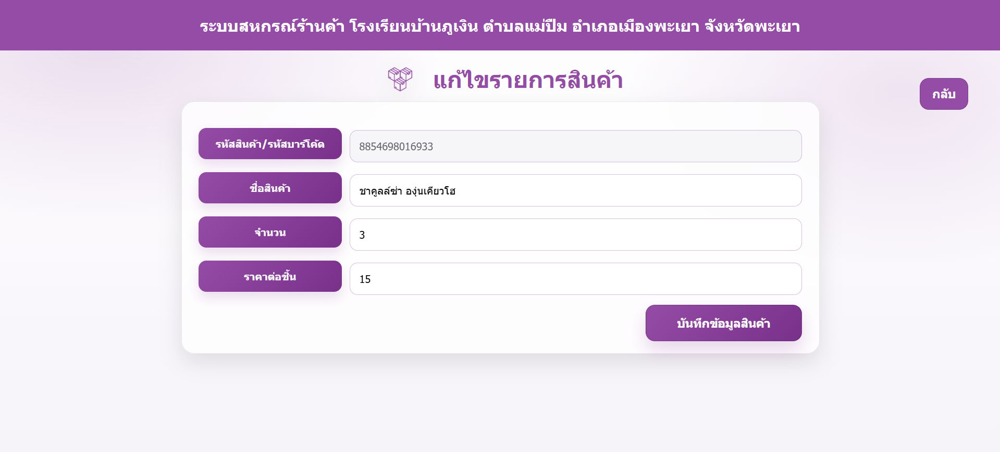 ระบบสหกรณ์ร้านค้า โรงเรียนบ้านภูเงิน ตำบลแม่ปืม อำเภอเมืองพะเยา จังหวัดพะเยา
แก้ไขรายการสินค้า
กลับ
รหัสสินค้า/รหัสบาร์โค้ด
8854698016933
ชื่อสินค้า
ชาคูลล์ซ่า องุ่นเคียวโฮ
จำนวน
3
ราคาต่อชิ้น
15
บันทึกข้อมูลสินค้า